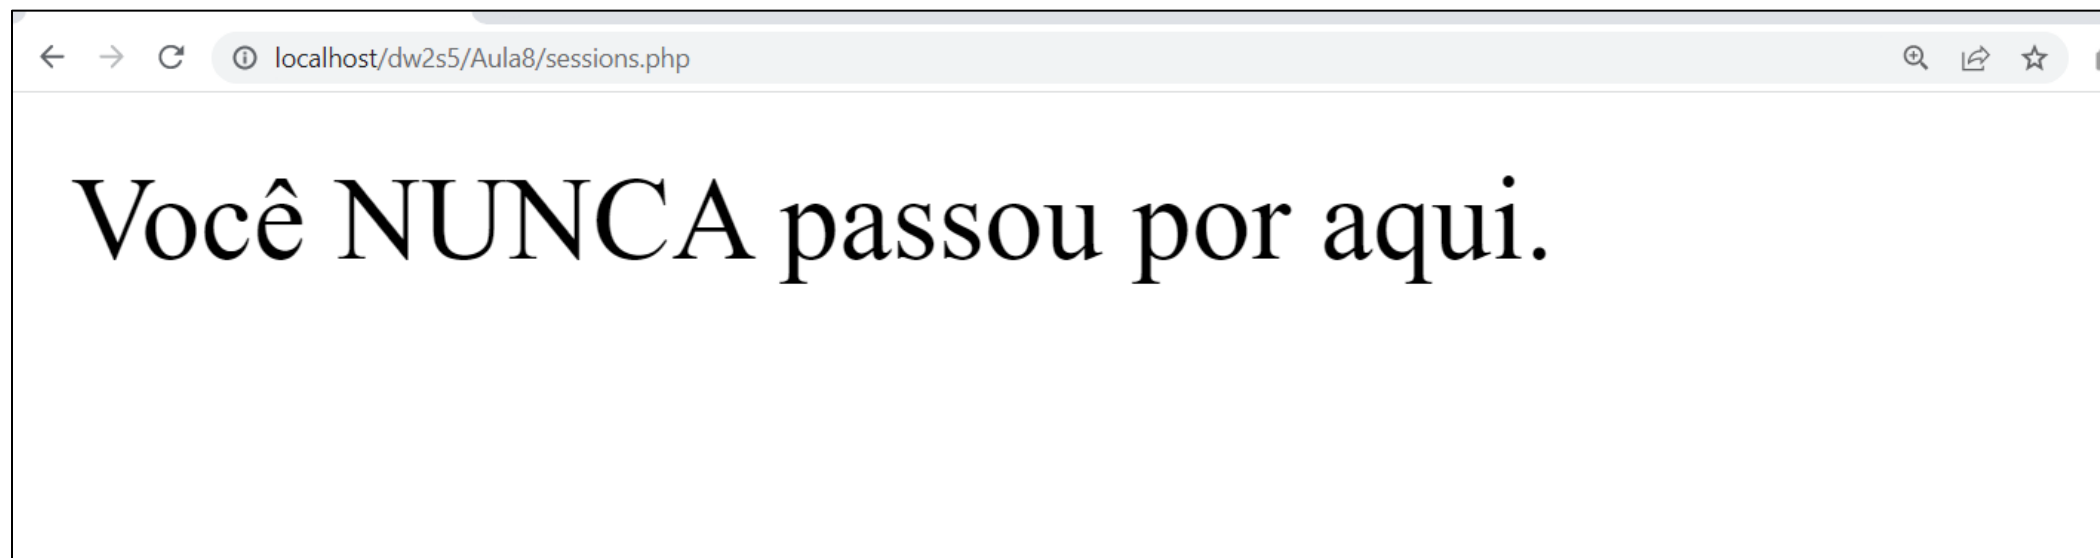 localhost/dw2s5/Aula8/sessions.php
Você NUNCA passou por aqui.